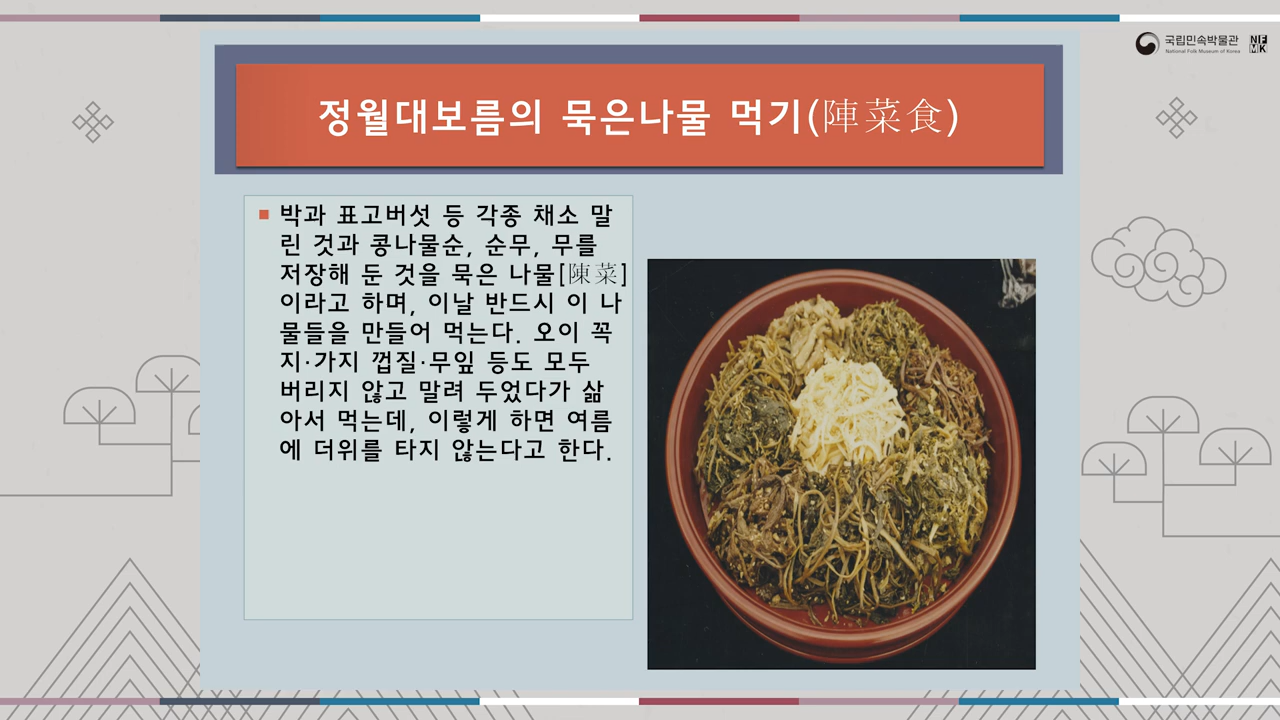 국립민속박물관
National Folk Museum of Korea
NF
MK
정월대보름의 묵은나물 먹기(陣菜食)
박과 표고버섯 등 각종 채소 말
린 것과 콩나물순, 순무, 무를
저장해 둔 것을 묵은 나물[陳菜]
이라고 하며, 이날 반드시 이 나
물들을 만들어 먹는다. 오이 꼭
지·가지 껍질·무잎 등도 모두
버리지 않고 말려 두었다가 삶
아서 먹는데, 이렇게 하면 여름
에 더위를 타지 않는다고 한다.